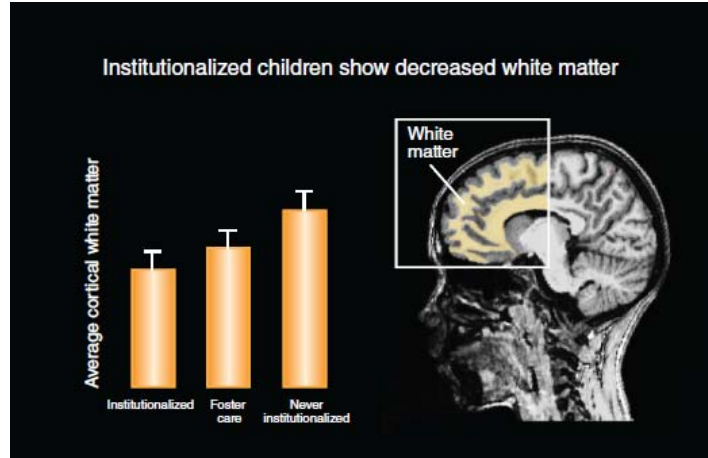 Institutionalized children show decreased white matter
Average cortical white matter
Institutionalized
Foster
care
Never
institutionalized
White
matter